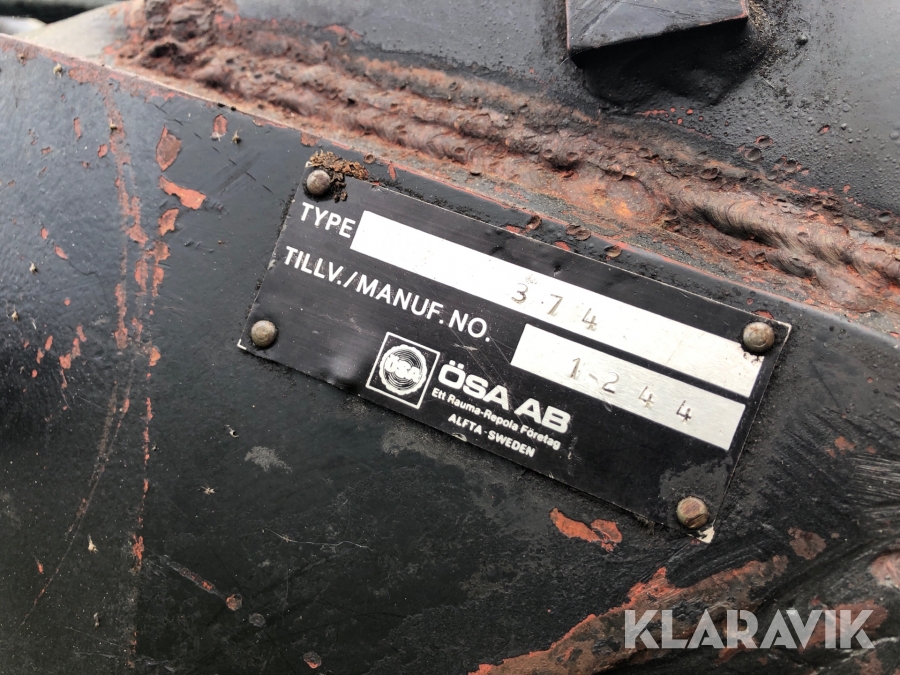 TYPE 374
TILLV./MANUF. NO. 1244
ÖSA
ÖSA AB
Ett Rauma-Repola Företag
ALFTA - SWEDEN
KLARAVIK